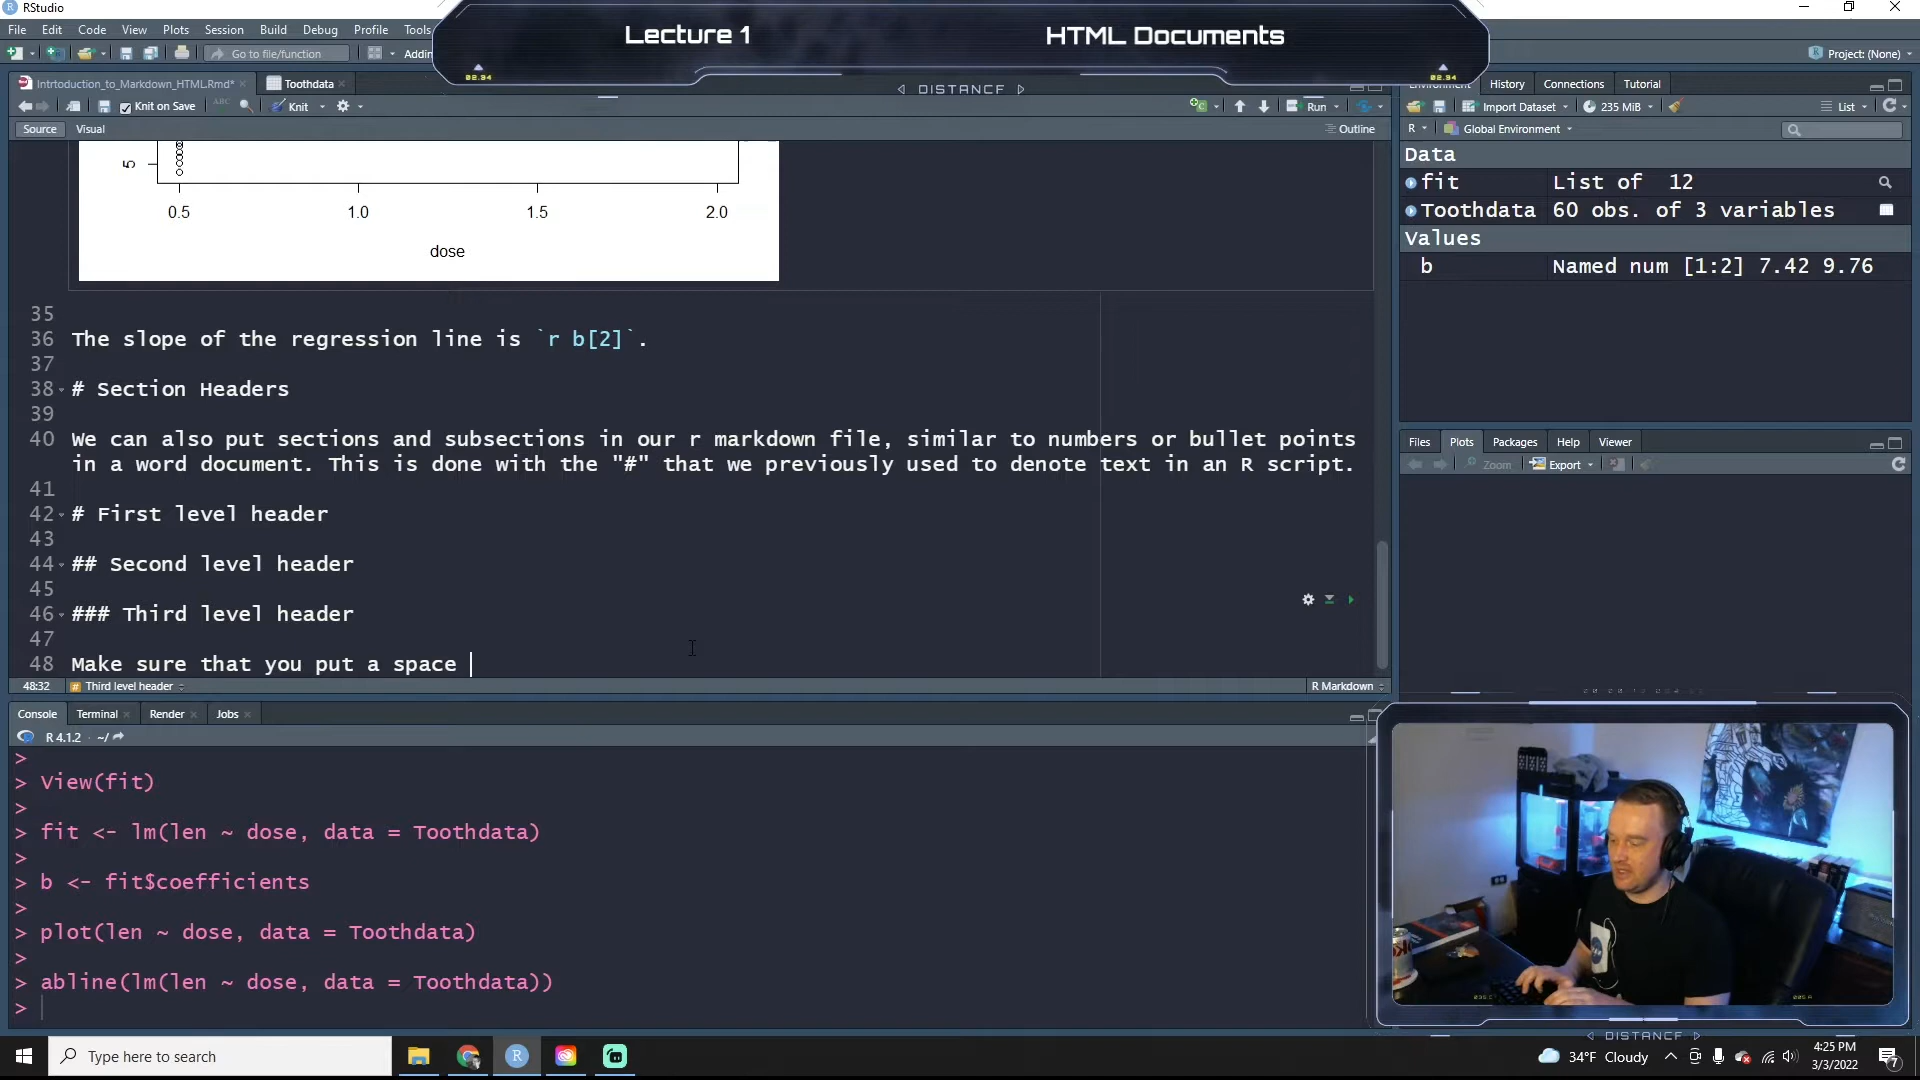 RStudio
Lecture 1
HTML Documents
02.94
02.94
DISTANCE
File Edit Code View Plots Session Build Debug Profile Tools
Go to file/function
Addin
Project: (None)
Intrtoduction_to_Markdown_HTML.Rmd*
Toothdata
Knit on Save
ABC
Knit
Run
Source
Visual
Outline
5
0.5 1.0 1.5 2.0
dose
35
36 The slope of the regression line is `r b[2]`.
37
38 # Section Headers
39
40 We can also put sections and subsections in our r markdown file, similar to numbers or bullet points
in a word document. This is done with the "#" that we previously used to denote text in an R script.
41
42 # First level header
43
44 ## Second level header
45
46 ### Third level header
47
48 Make sure that you put a space
48:32
Third level header
R Markdown
History Connections Tutorial
Import Dataset
235 MiB
List
R
Global Environment
Data
fit List of 12
Toothdata 60 obs. of 3 variables
Values
b Named num [1:2] 7.42 9.76
Files Plots Packages Help Viewer
Zoom
Export
Console Terminal Render Jobs
R 4.1.2 · ~/
>
> View(fit)
>
> fit <- lm(len ~ dose, data = Toothdata)
>
> b <- fit$coefficients
>
> plot(len ~ dose, data = Toothdata)
>
> abline(lm(len ~ dose, data = Toothdata))
>
DISTANCE
Type here to search
34°F Cloudy
4:25 PM
3/3/2022
7